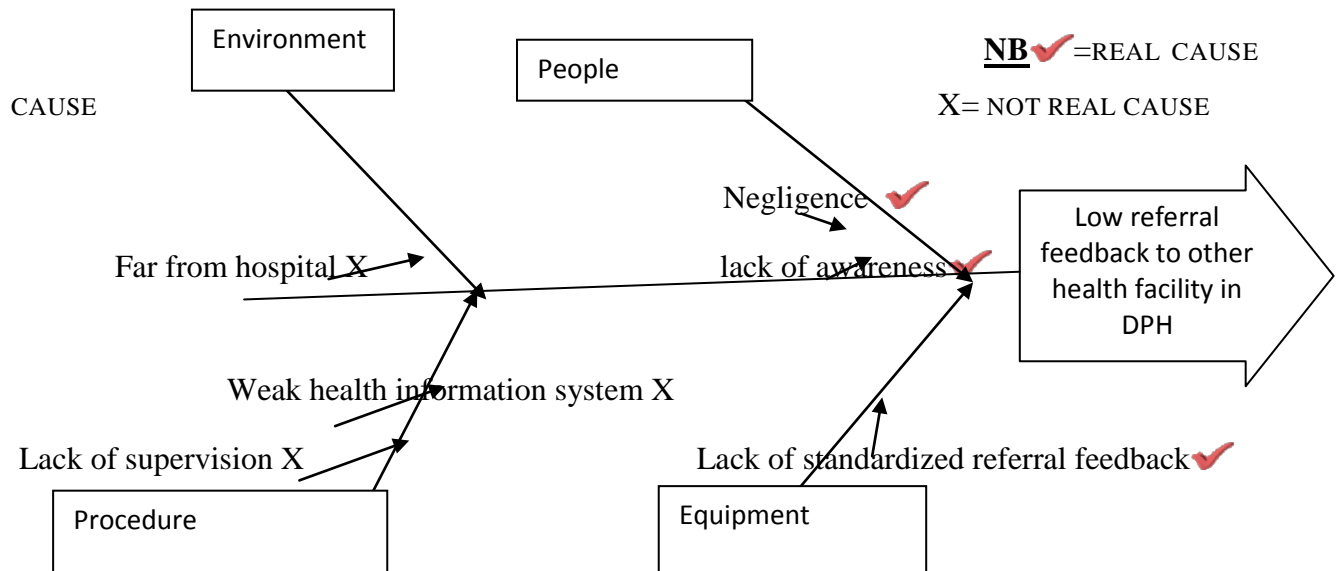 Environment
People
NB ✔=REAL CAUSE
CAUSE
X= NOT REAL CAUSE
Negligence ✔
Far from hospital X
lack of awareness ✔
Low referral
feedback to other
health facility in
DPH
Weak health information system X
Lack of supervision X
Lack of standardized referral feedback ✔
Procedure
Equipment